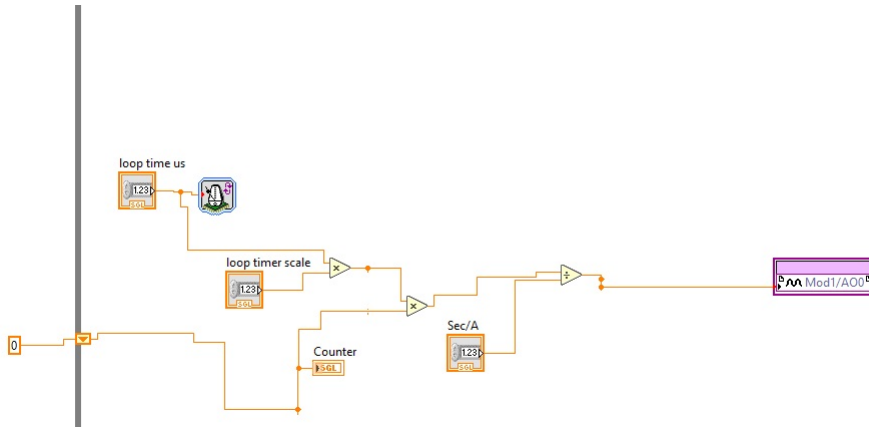 loop time us
1.23
SGL
loop timer scale
1.23
SGL
×
×
÷
Mod1/AO0
Sec/A
1.23
SGL
0
Counter
SGL